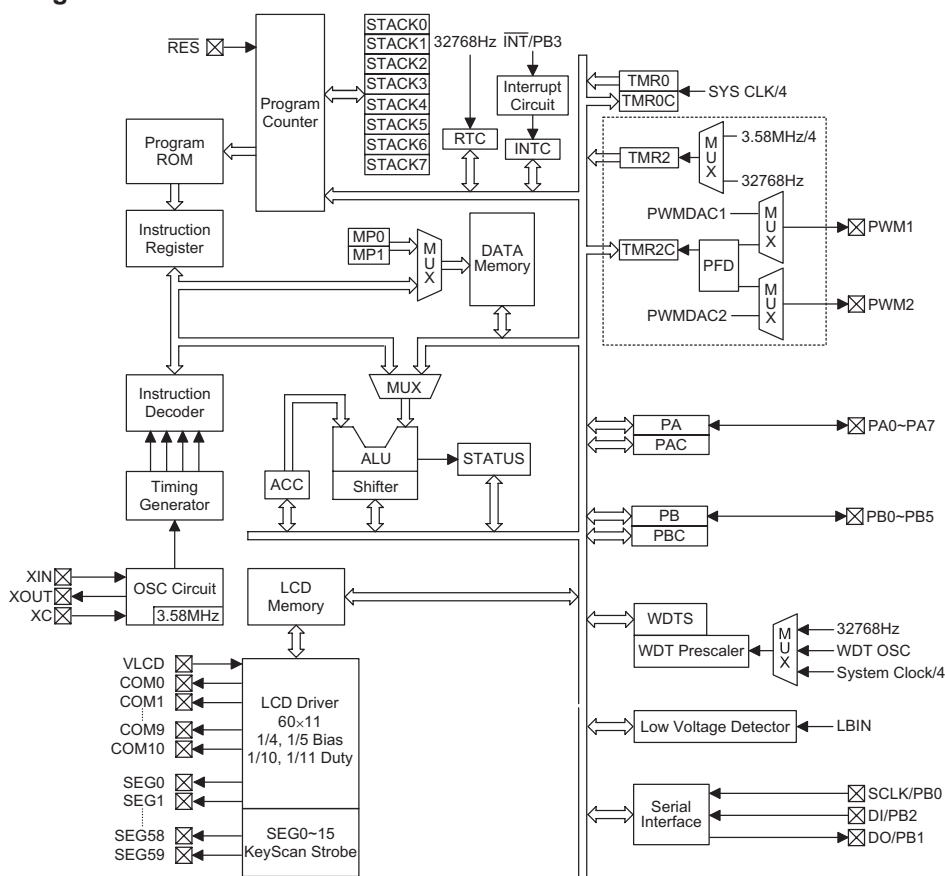 RES
Program
Counter
STACK0
STACK1
STACK2
STACK3
STACK4
STACK5
STACK6
STACK7
32768Hz
INT/PB3
Interrupt
Circuit
RTC
INTC
TMR0
TMR0C
SYS CLK/4
Program
ROM
Instruction
Register
MP0
MP1
MUX
DATA
Memory
TMR2
MUX
3.58MHz/4
32768Hz
PWMDAC1
MUX
PWM1
TMR2C
PFD
PWMDAC2
MUX
PWM2
MUX
Instruction
Decoder
ALU
Shifter
STATUS
ACC
PA
PAC
PA0~PA7
Timing
Generator
PB
PBC
PB0~PB5
XIN
XOUT
XC
OSC Circuit
3.58MHz
LCD
Memory
WDTS
WDT Prescaler
MUX
32768Hz
WDT OSC
System Clock/4
VLCD
COM0
COM1
COM9
COM10
SEG0
SEG1
SEG58
SEG59
LCD Driver
60×11
1/4, 1/5 Bias
1/10, 1/11 Duty
SEG0~15
KeyScan Strobe
Low Voltage Detector
LBIN
Serial
Interface
SCLK/PB0
DI/PB2
DO/PB1